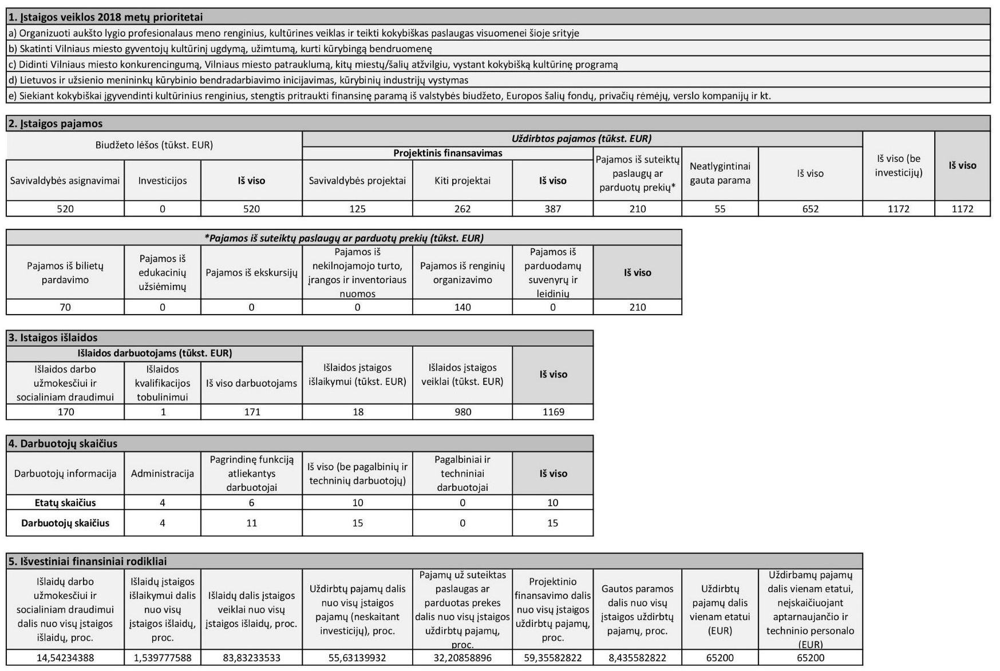 1. Įstaigos veiklos 2018 metų prioritetai
a) Organizuoti aukšto lygio profesionalaus meno renginius, kultūrines veiklas ir teikti kokybiškas paslaugas visuomenei šioje srityje
b) Skatinti Vilniaus miesto gyventojų kultūrinį ugdymą, užimtumą, kurti kūrybingą bendruomenę
c) Didinti Vilniaus miesto konkurencingumą, Vilniaus miesto patrauklumą, kitų miestų/šalių atžvilgiu, vystant kokybišką kultūrinę programą
d) Lietuvos ir užsienio menininkų kūrybinio bendradarbiavimo inicijavimas, kūrybinių industrijų vystymas
e) Siekiant kokybiškai įgyvendinti kultūrinius renginius, stengtis pritraukti finansinę paramą iš valstybės biudžeto, Europos šalių fondų, privačių rėmėjų, verslo kompanijų ir kt.
2. Įstaigos pajamos
Biudžeto lėšos (tūkst. EUR)
Uždirbtos pajamos (tūkst. EUR)
Projektinis finansavimas
Savivaldybės asignavimai
Investicijos
Iš viso
Savivaldybės projektai
Kiti projektai
Iš viso
Pajamos iš suteiktų
paslaugų ar
parduotų prekių*
Neatlygintinai
gauta parama
Iš viso
Iš viso (be
investicijų)
Iš viso
520 0 520 125 262 387 210 55 652 1172 1172
*Pajamos iš suteiktų paslaugų ar parduotų prekių (tūkst. EUR)
Pajamos iš bilietų
pardavimo
Pajamos iš
edukacinių
užsiėmimų
Pajamos iš ekskursijų
Pajamos iš
nekilnojamojo turto,
įrangos ir inventoriaus
nuomos
Pajamos iš renginių
organizavimo
Pajamos iš
parduodamų
suvenyrų ir
leidinių
Iš viso
70 0 0 0 140 0 210
3. Istaigos išlaidos
Išlaidos darbuotojams (tūkst. EUR)
Išlaidos darbo
užmokesčiui ir
socialiniam draudimui
Išlaidos
kvalifikacijos
tobulinimui
Iš viso darbuotojams
Išlaidos įstaigos
išlaikymui (tūkst. EUR)
Išlaidos įstaigos
veiklai (tūkst. EUR)
Iš viso
170 1 171 18 980 1169
4. Darbuotojų skaičius
Darbuotojų informacija
Administracija
Pagrindinę funkciją
atliekantys
darbuotojai
Iš viso (be pagalbinių ir
techninių darbuotojų)
Pagalbiniai ir
techniniai
darbuotojai
Iš viso
Etatų skaičius 4 6 10 0 10
Darbuotojų skaičius 4 11 15 0 15
5. Išvestiniai finansiniai rodikliai
Išlaidų darbo
užmokesčiui ir
socialiniam draudimui
dalis nuo visų įstaigos
išlaidų, proc.
Išlaidų įstaigos
išlaikymui dalis
nuo visų
įstaigos išlaidų,
proc.
Išlaidų dalis įstaigos
veiklai nuo visų
įstaigos išlaidų, proc.
Uždirbtų pajamų dalis
nuo visų įstaigos
pajamų (neskaitant
investicijų), proc.
Pajamų už suteiktas
paslaugas ar
parduotas prekes
dalis nuo visų įstaigos
uždirbtų pajamų,
proc.
Projektinio
finansavimo dalis
nuo visų įstaigos
uždirbtų pajamų,
proc.
Gautos paramos
dalis nuo visų
įstaigos uždirbtų
pajamų, proc.
Uždirbtų
pajamų dalis
vienam etatui
(EUR)
Uždirbamų pajamų
dalis vienam etatui,
neįskaičiuojant
aptarnaujančio ir
techninio personalo
(EUR)
14,54234388 1,539777588 83,83233533 55,63139932 32,20858896 59,35582822 8,435582822 65200 65200